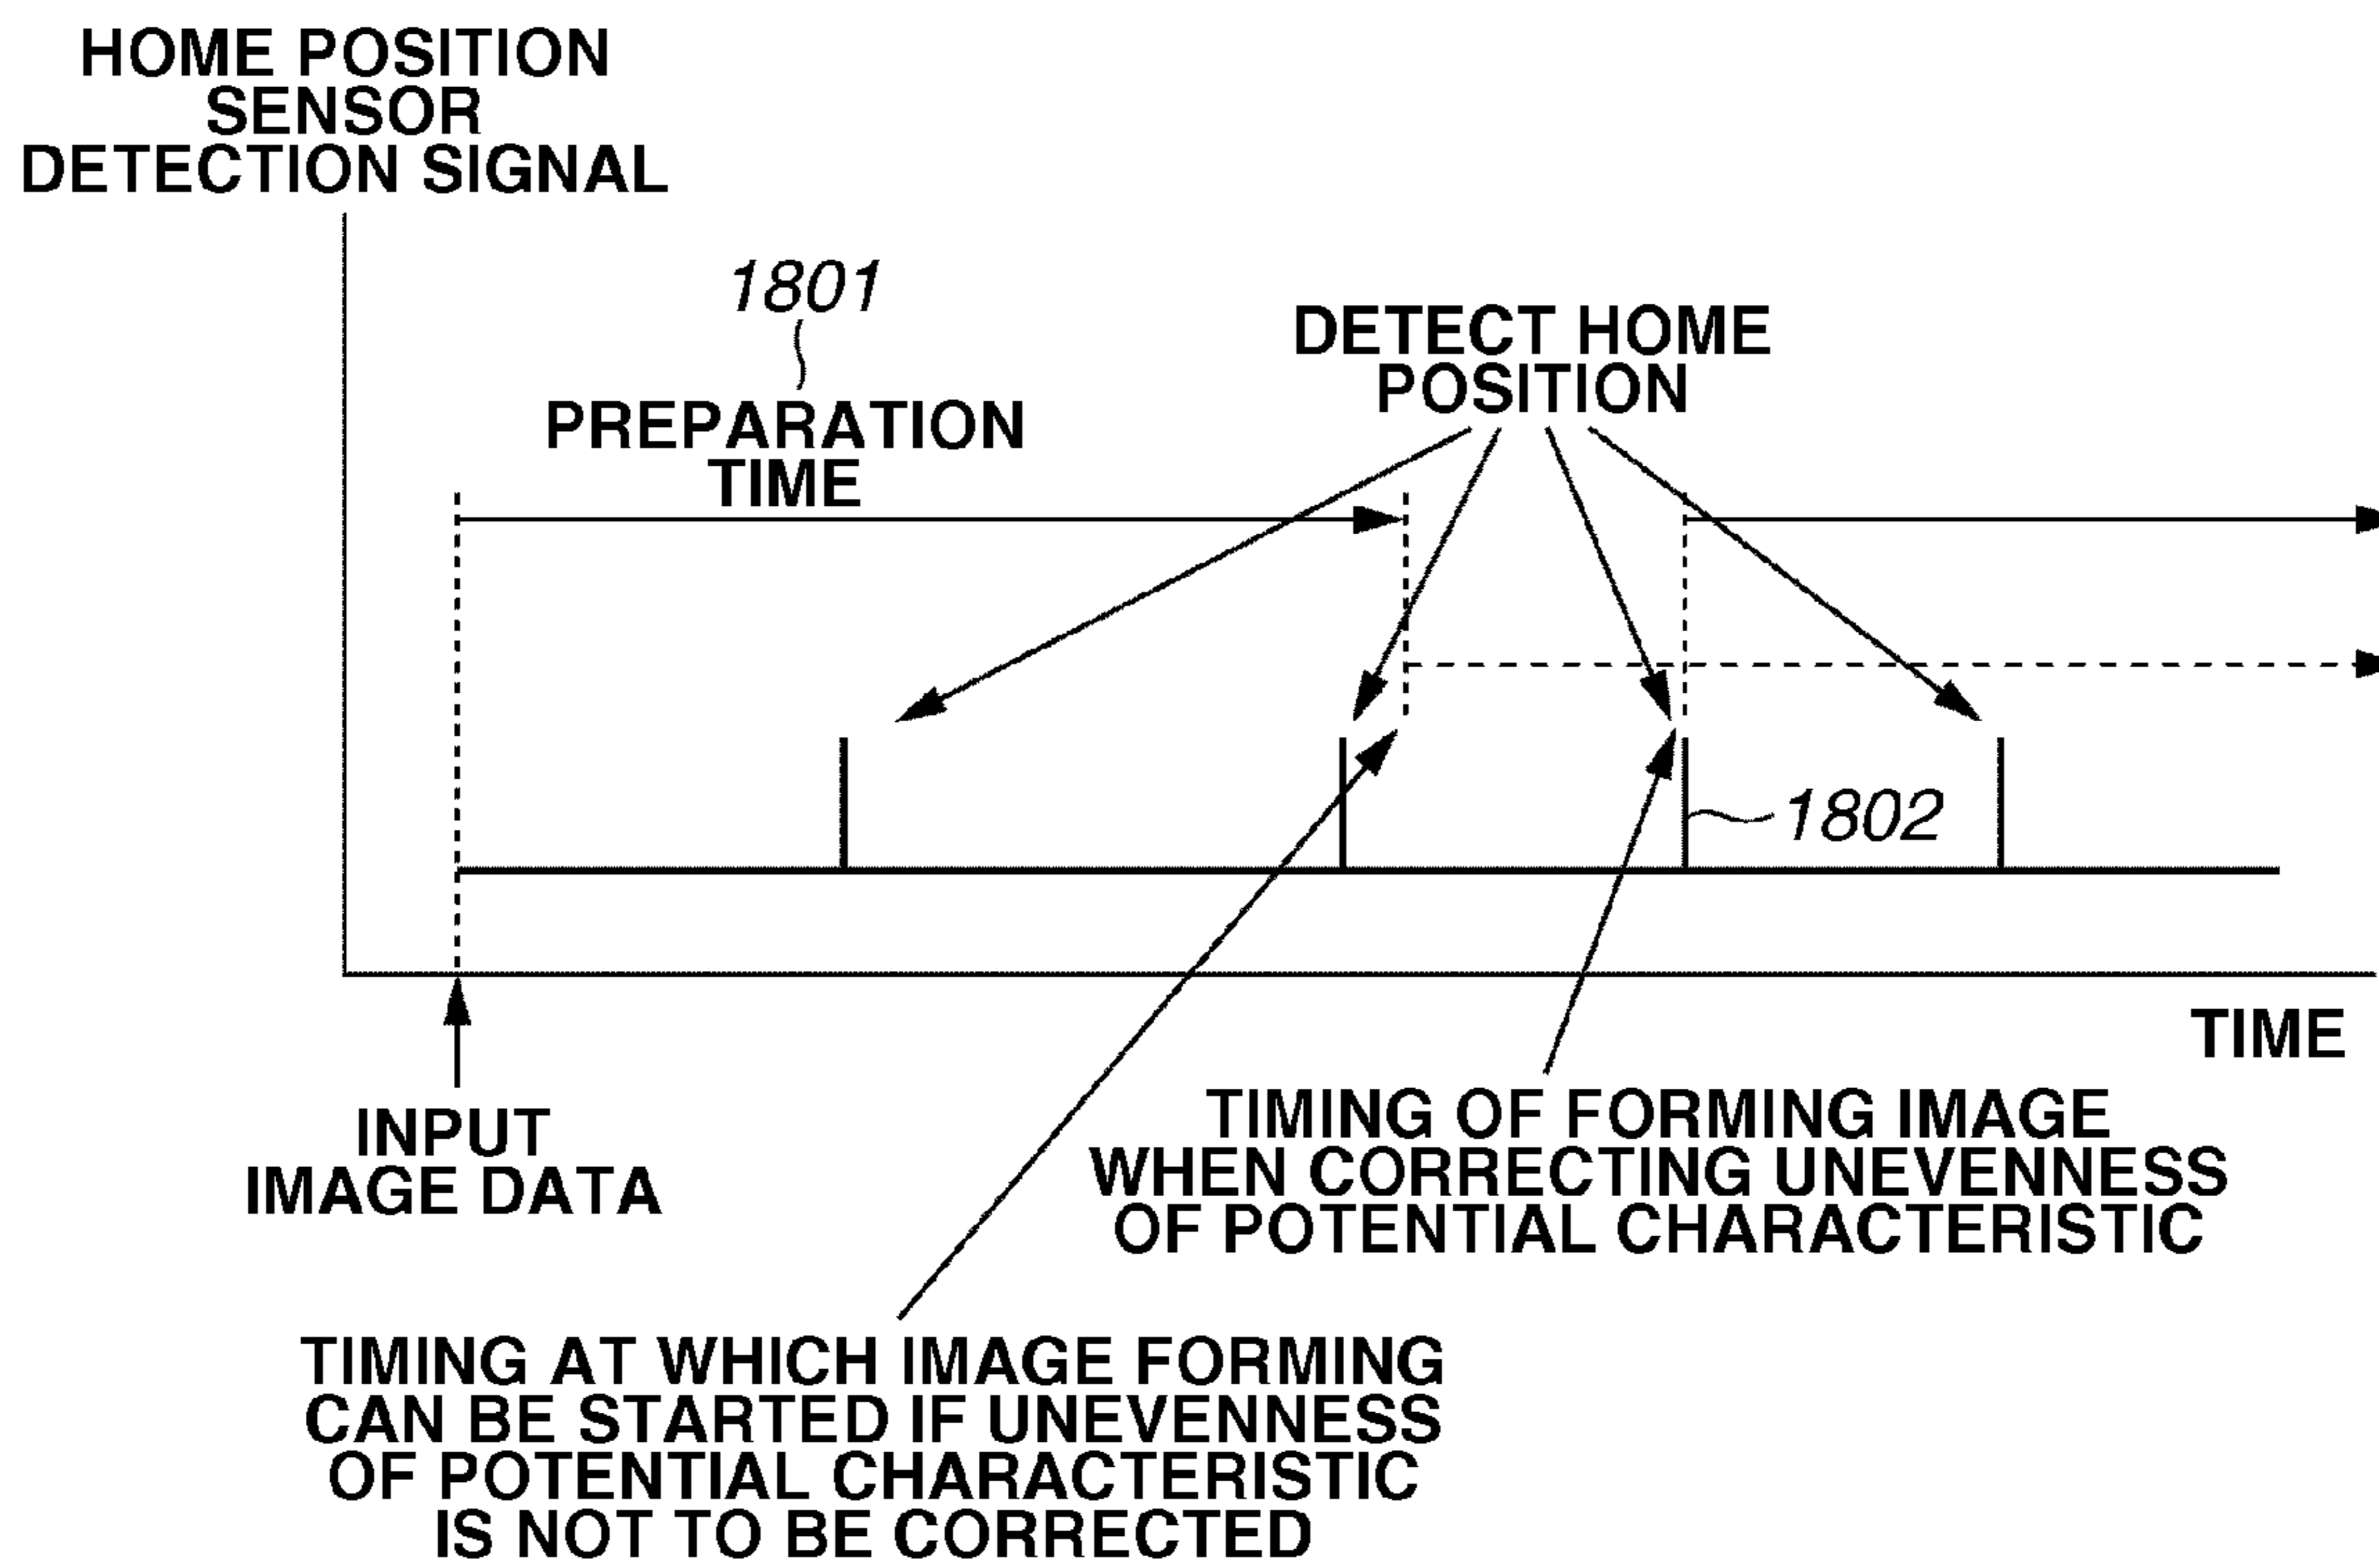 HOME POSITION
SENSOR
DETECTION SIGNAL
1801
PREPARATION
TIME
DETECT HOME
POSITION
1802
TIME
INPUT
IMAGE DATA
TIMING OF FORMING IMAGE
WHEN CORRECTING UNEVENNESS
OF POTENTIAL CHARACTERISTIC
TIMING AT WHICH IMAGE FORMING
CAN BE STARTED IF UNEVENNESS
OF POTENTIAL CHARACTERISTIC
IS NOT TO BE CORRECTED